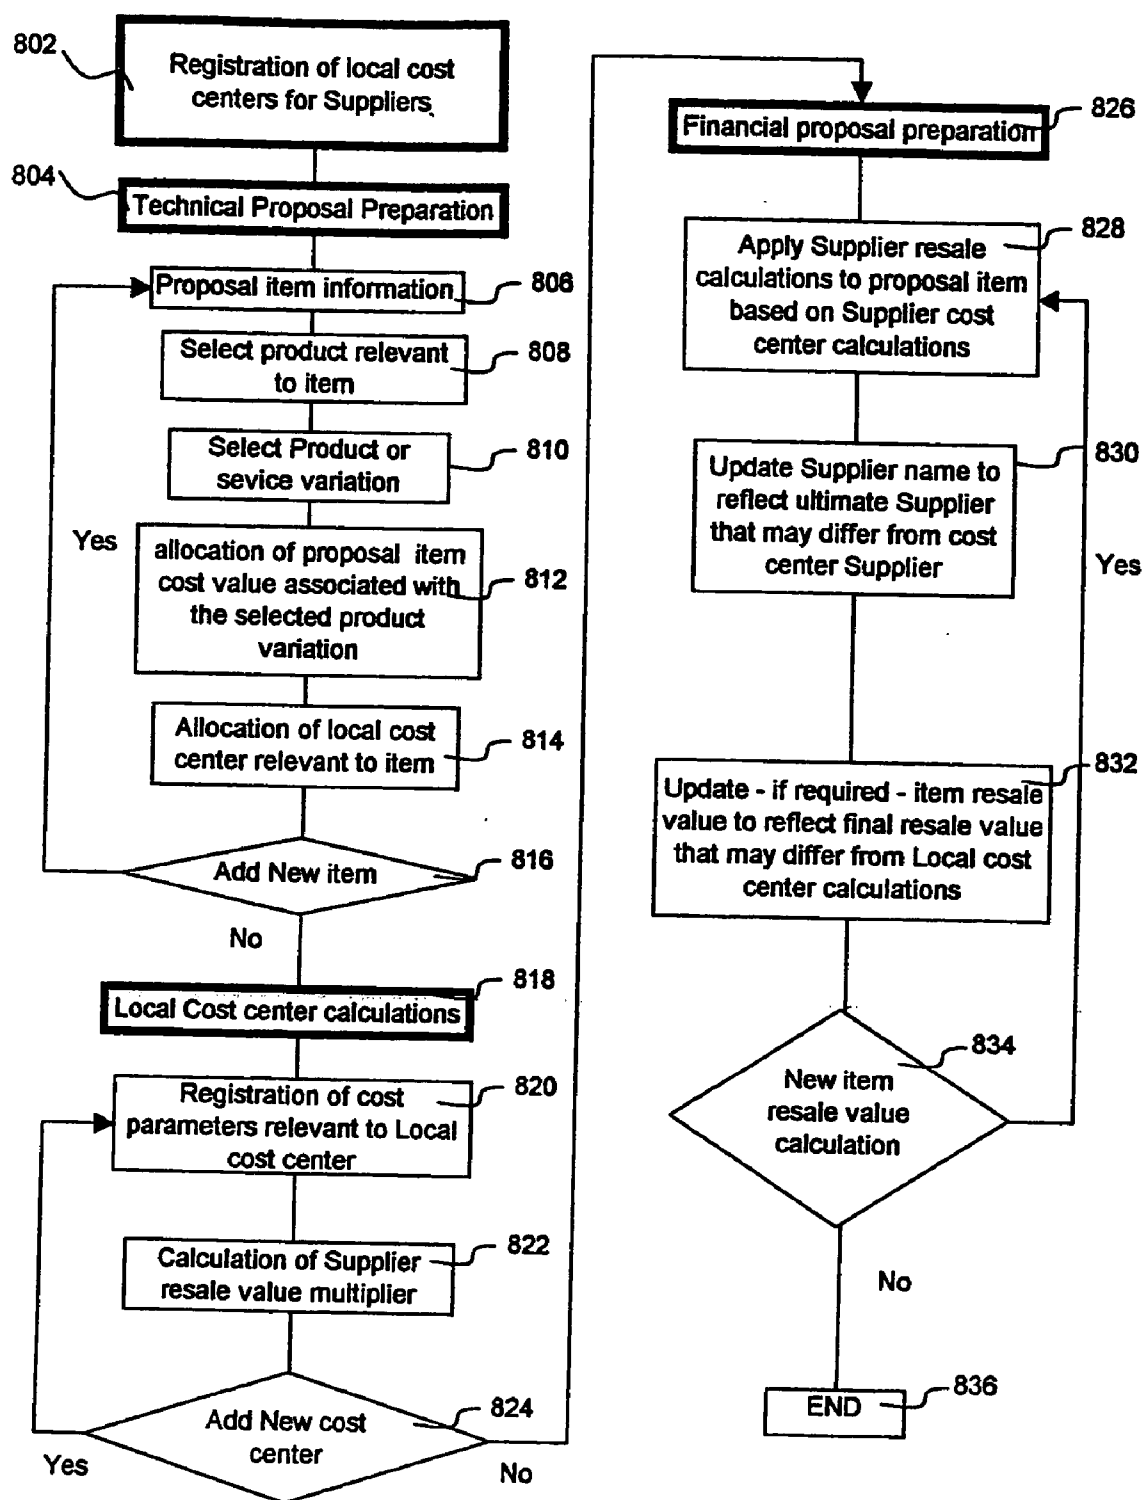 802
Registration of local cost
centers for Suppliers
804
Technical Proposal Preparation
Proposal item information
806
Select product relevant
to item
808
Select Product or
sevice variation
810
Yes
allocation of proposal item
cost value associated with
the selected product
variation
812
Allocation of local cost
center relevant to item
814
Add New item
816
No
818
Local Cost center calculations
Registration of cost
parameters relevant to Local
cost center
820
Calculation of Supplier
resale value multiplier
822
Add New cost
center
824
Yes
No
Financial proposal preparation
826
Apply Supplier resale
calculations to proposal item
based on Supplier cost
center calculations
828
Update Supplier name to
reflect ultimate Supplier
that may differ from cost
center Supplier
830
Yes
Update - if required - item resale
value to reflect final resale value
that may differ from Local cost
center calculations
832
New item
resale value
calculation
834
No
END
836